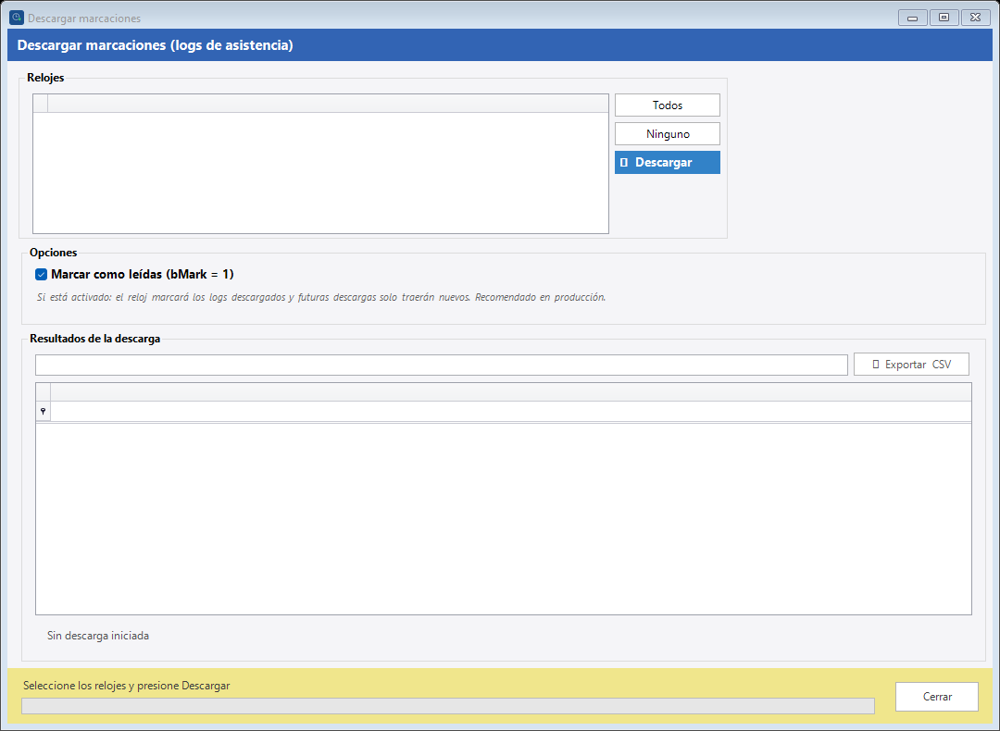 Descargar marcaciones
Descargar marcaciones (logs de asistencia)
Relojes
Todos
Ninguno
Descargar
Opciones
Marcar como leídas (bMark = 1)
Si está activado: el reloj marcará los logs descargados y futuras descargas solo traerán nuevos. Recomendado en producción.
Resultados de la descarga
Exportar CSV
Sin descarga iniciada
Seleccione los relojes y presione Descargar
Cerrar